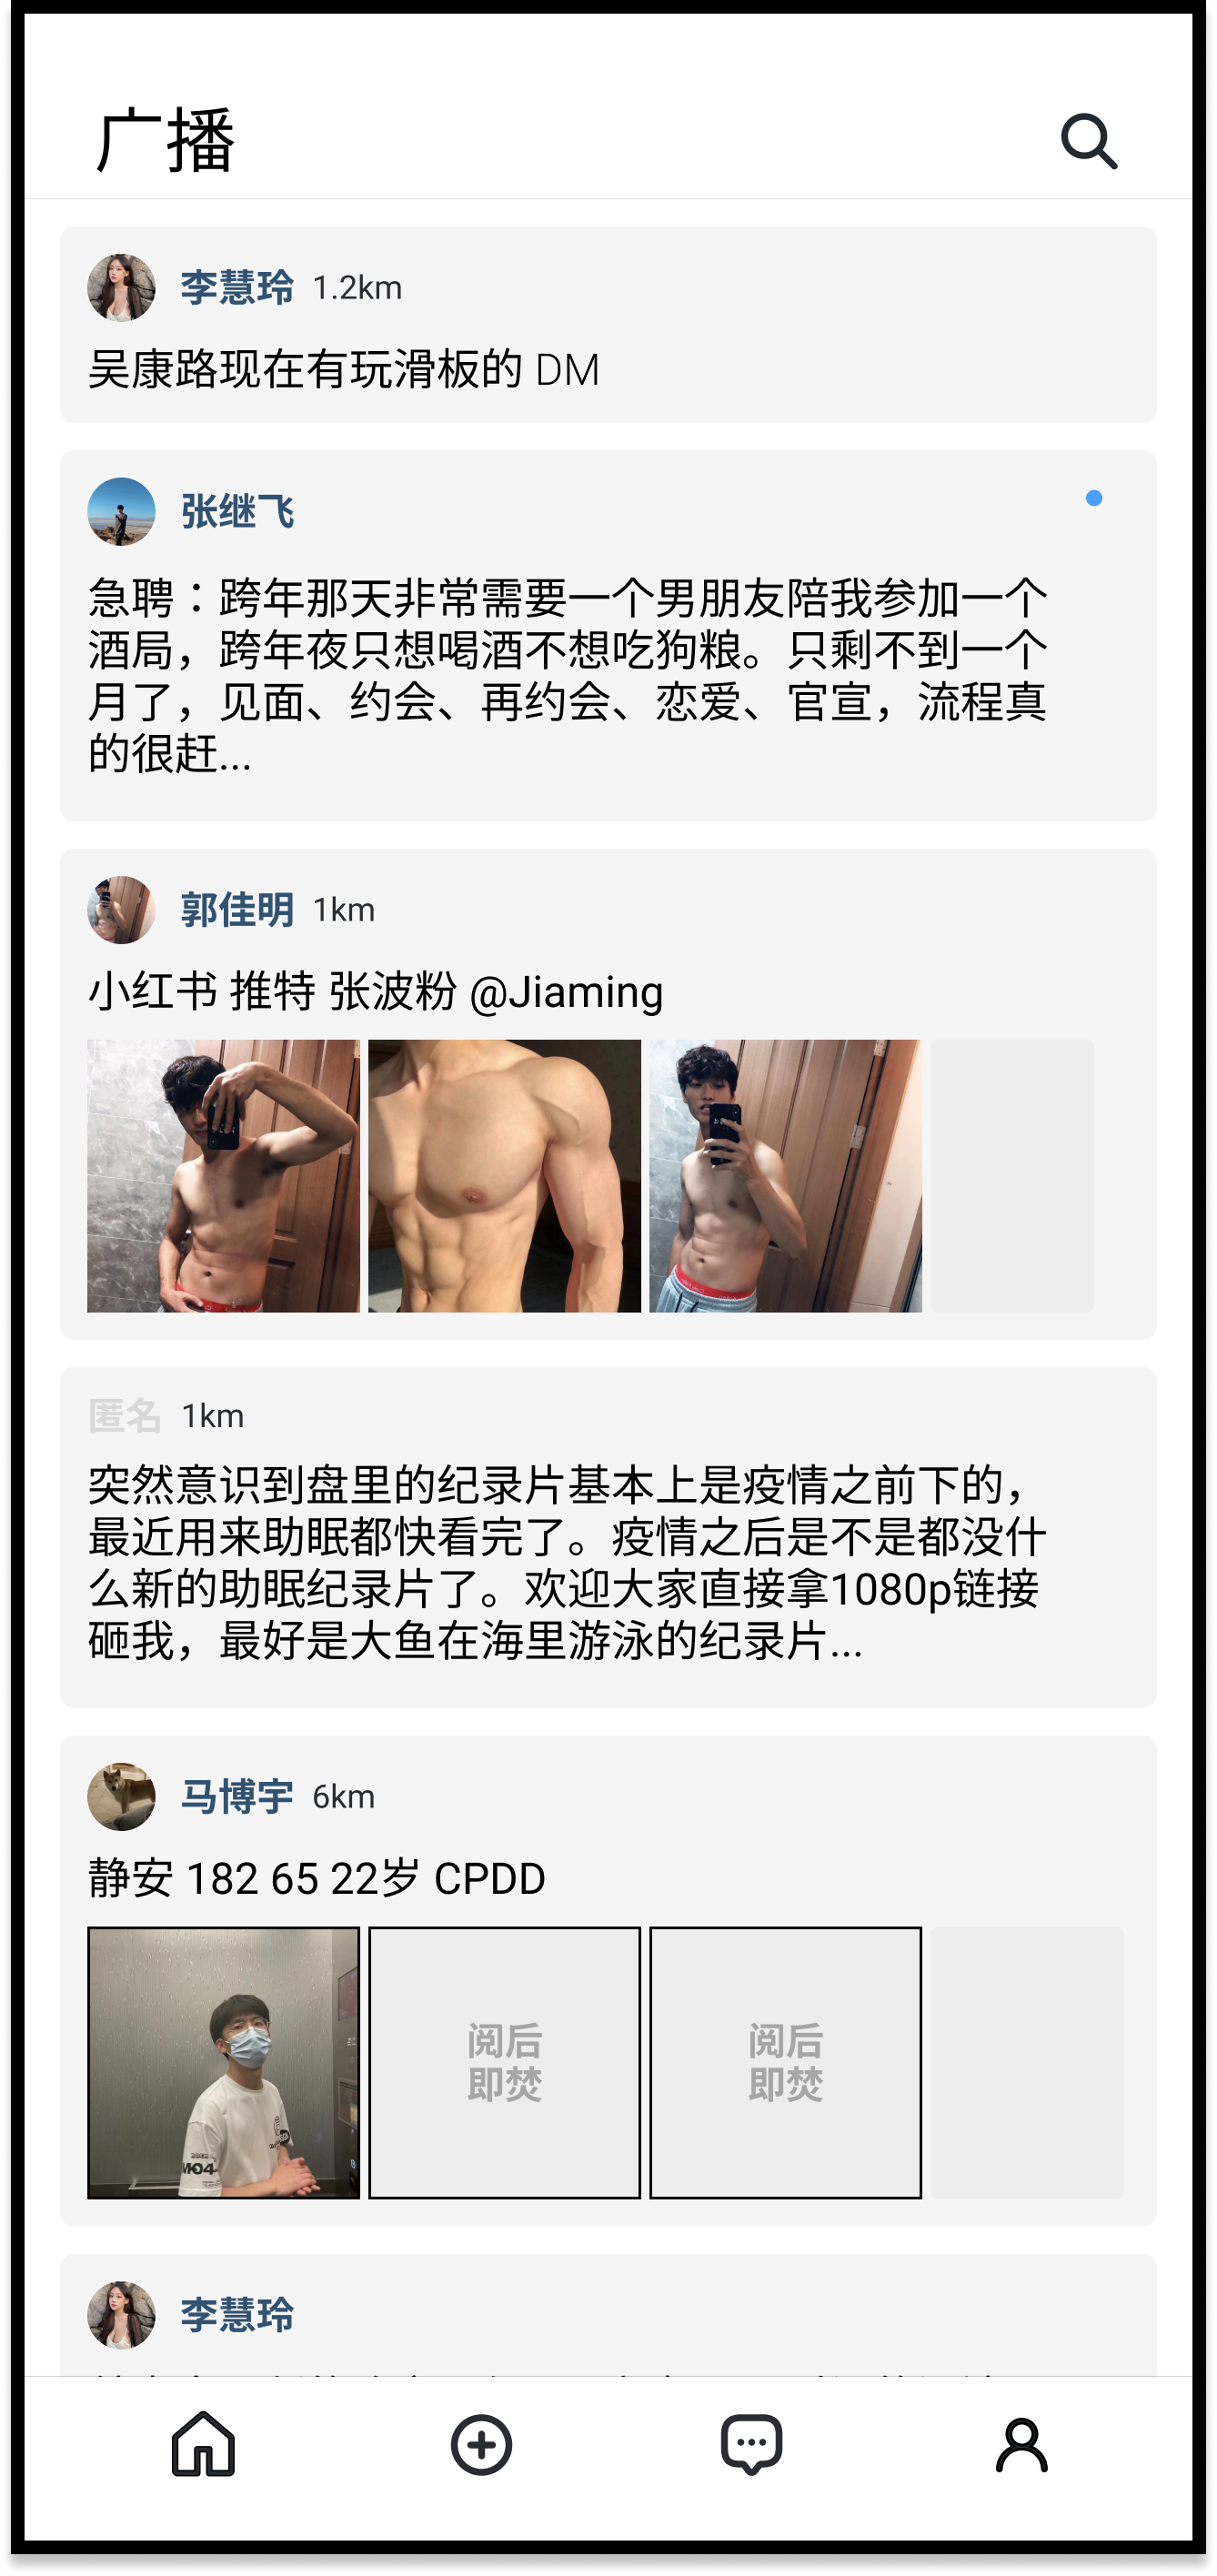 广播
李慧玲 1.2km
吴康路现在有玩滑板的 DM
张继飞
急聘：跨年那天非常需要一个男朋友陪我参加一个
酒局，跨年夜只想喝酒不想吃狗粮。只剩不到一个
月了，见面、约会、再约会、恋爱、官宣，流程真
的很赶...
郭佳明 1km
小红书 推特 张波粉 @Jiaming
匿名 1km
突然意识到盘里的纪录片基本上是疫情之前下的，
最近用来助眠都快看完了。疫情之后是不是都没什
么新的助眠纪录片了。欢迎大家直接拿1080p链接
砸我，最好是大鱼在海里游泳的纪录片...
马博宇 6km
静安 182 65 22岁 CPDD
MO4
阅后
即焚
阅后
即焚
李慧玲